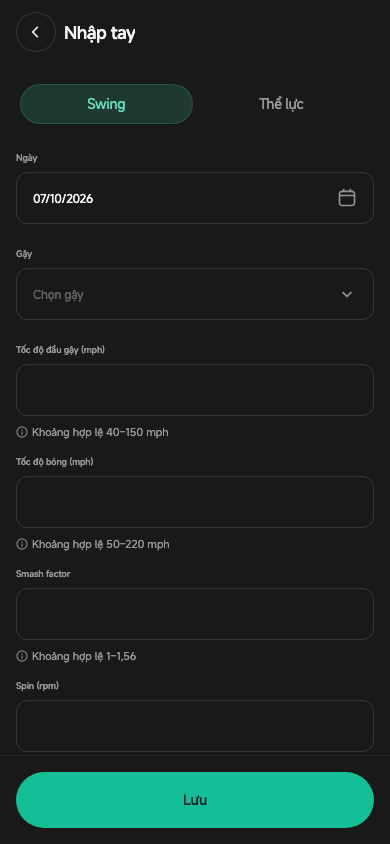 Nhập tay
Swing
Thể lực
Ngày
07/10/2026
Gậy
Chọn gậy
Tốc độ đầu gậy (mph)
Khoảng hợp lệ 40–150 mph
Tốc độ bóng (mph)
Khoảng hợp lệ 50–220 mph
Smash factor
Khoảng hợp lệ 1–1,56
Spin (rpm)
Lưu